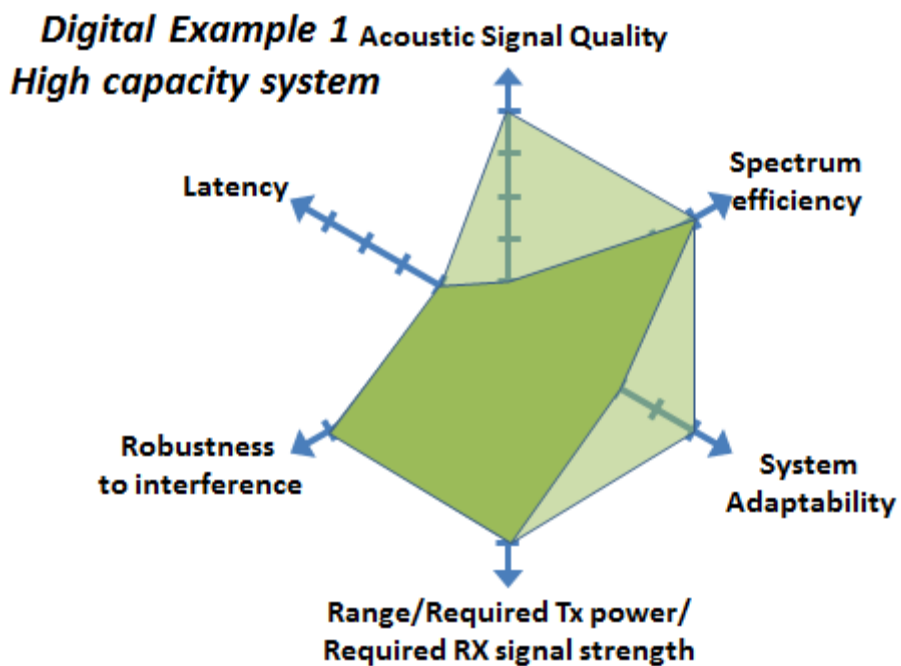 Digital Example 1
High capacity system
Acoustic Signal Quality
Spectrum
efficiency
System
Adaptability
Range/Required Tx power/
Required RX signal strength
Robustness
to interference
Latency